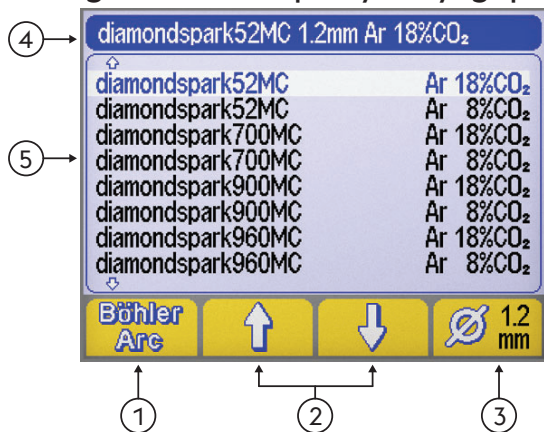 ④ diamondspark52MC 1.2mm Ar 18%CO₂
diamondspark52MC Ar 18%CO₂
diamondspark52MC Ar 8%CO₂
diamondspark700MC Ar 18%CO₂
⑤ diamondspark700MC Ar 8%CO₂
diamondspark900MC Ar 18%CO₂
diamondspark900MC Ar 8%CO₂
diamondspark960MC Ar 18%CO₂
diamondspark960MC Ar 8%CO₂
Böhler
Arc
1.2
mm
① ② ③